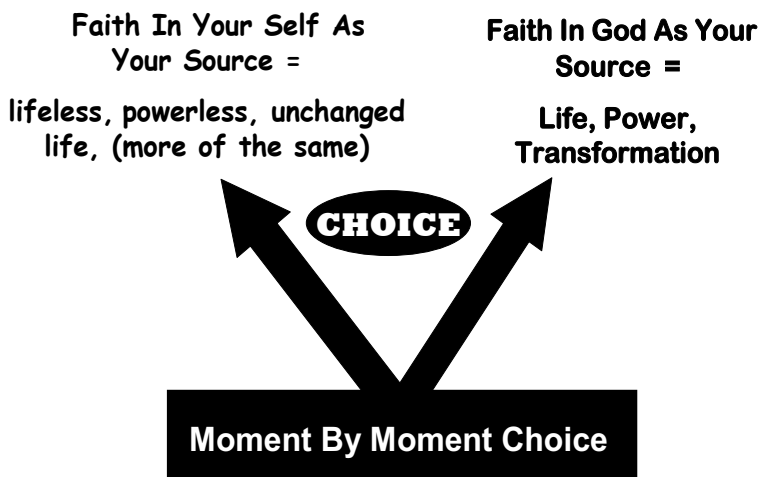 Faith In Your Self As
Your Source =
lifeless, powerless, unchanged
life, (more of the same)
Faith In God As Your
Source =
Life, Power,
Transformation
CHOICE
Moment By Moment Choice